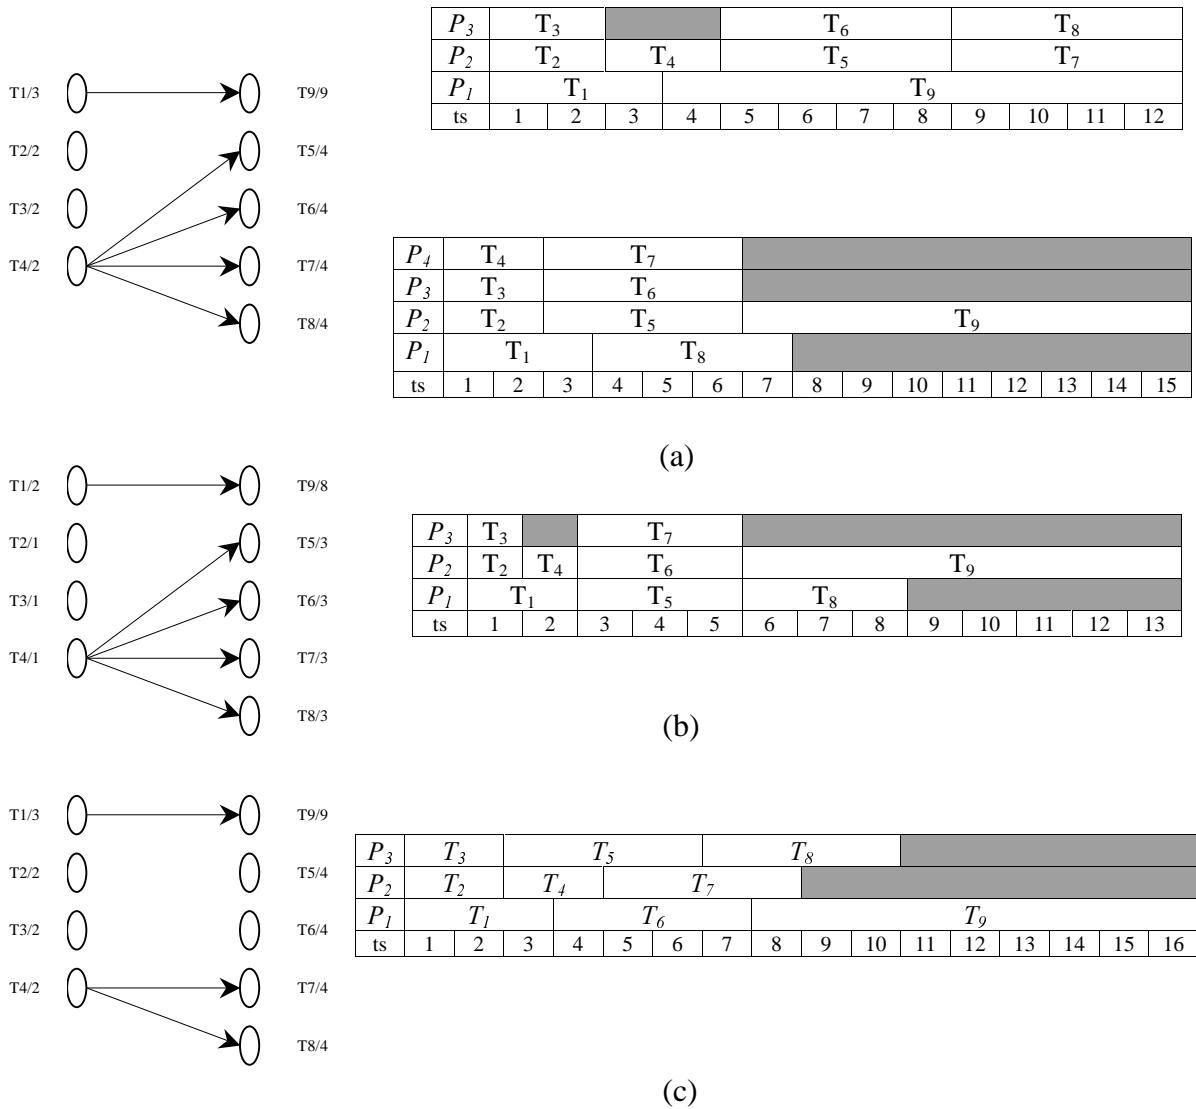 P3 T3 T6 T8
P2 T2 T4 T5 T7
P1 T1 T9
ts 1 2 3 4 5 6 7 8 9 10 11 12
T1/3 T9/9
T2/2 T5/4
T3/2 T6/4
T4/2 T7/4
T8/4
P4 T4 T7
P3 T3 T6
P2 T2 T5 T9
P1 T1 T8
ts 1 2 3 4 5 6 7 8 9 10 11 12 13 14 15
(a)
T1/2 T9/8
T2/1 T5/3
T3/1 T6/3
T4/1 T7/3
T8/3
P3 T3 T7
P2 T2 T4 T6 T9
P1 T1 T5 T8
ts 1 2 3 4 5 6 7 8 9 10 11 12 13
(b)
T1/3 T9/9
T2/2 T5/4
T3/2 T6/4
T4/2 T7/4
T8/4
P3 T3 T5 T8
P2 T2 T4 T7
P1 T1 T6 T9
ts 1 2 3 4 5 6 7 8 9 10 11 12 13 14 15 16
(c)